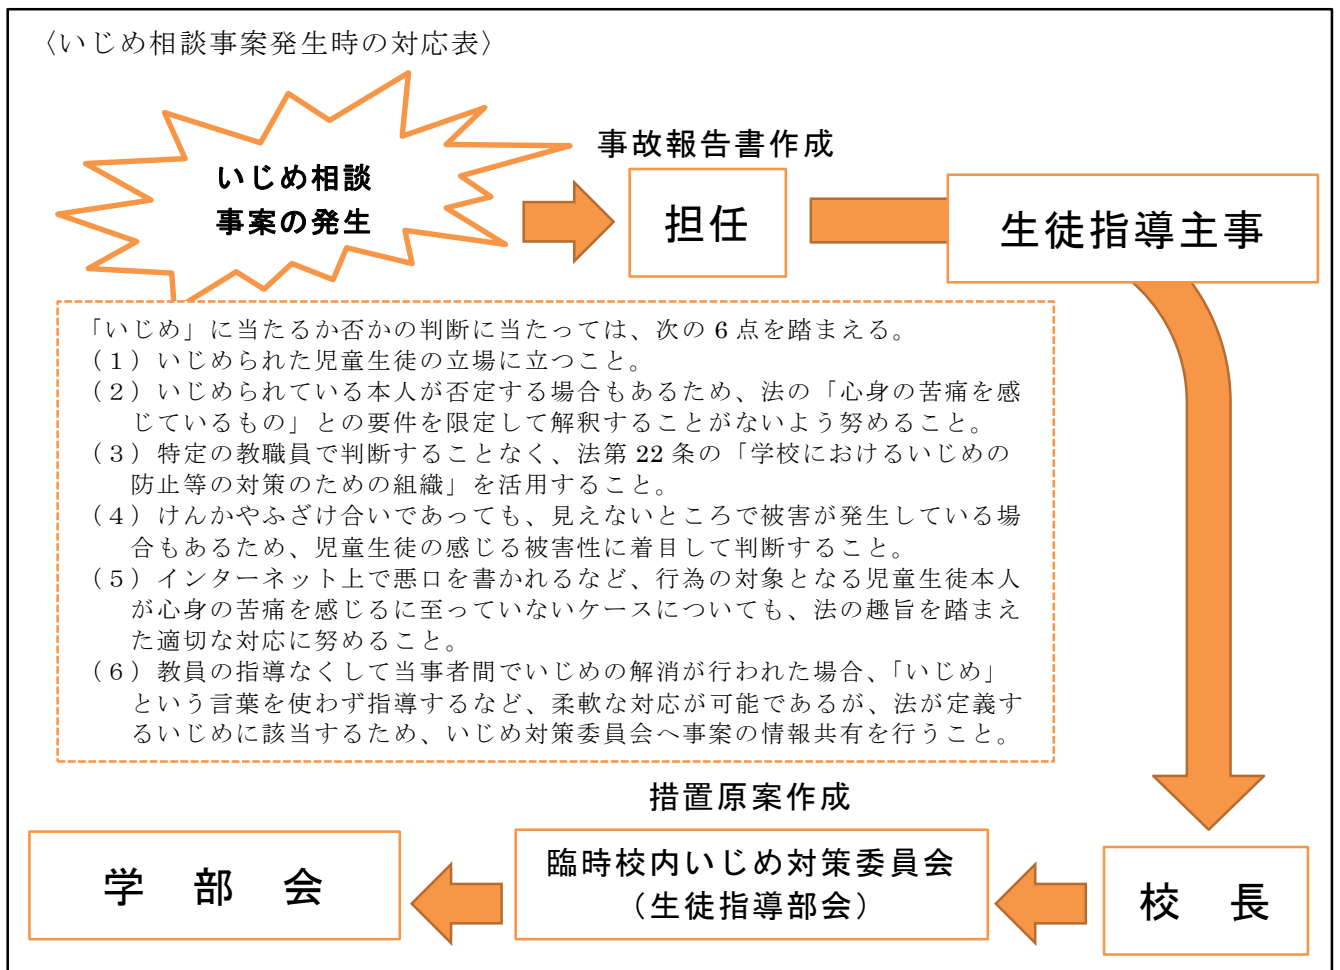 〈いじめ相談事案発生時の対応表〉
いじめ相談
事案の発生
事故報告書作成
担任
生徒指導主事
「いじめ」に当たるか否かの判断に当たっては、次の6点を踏まえる。
（１）いじめられた児童生徒の立場に立つこと。
（２）いじめられている本人が否定する場合もあるため、法の「心身の苦痛を感
じているもの」との要件を限定して解釈することがないよう努めること。
（３）特定の教職員で判断することなく、法第22条の「学校におけるいじめの
防止等の対策のための組織」を活用すること。
（４）けんかやふざけ合いであっても、見えないところで被害が発生している場
合もあるため、児童生徒の感じる被害性に着目して判断すること。
（５）インターネット上で悪口を書かれるなど、行為の対象となる児童生徒本人
が心身の苦痛を感じるに至っていないケースについても、法の趣旨を踏まえ
た適切な対応に努めること。
（６）教員の指導なくして当事者間でいじめの解消が行われた場合、「いじめ」
という言葉を使わず指導するなど、柔軟な対応が可能であるが、法が定義す
るいじめに該当するため、いじめ対策委員会へ事案の情報共有を行うこと。
措置原案作成
学　部　会
臨時校内いじめ対策委員会
（生徒指導部会）
校　長